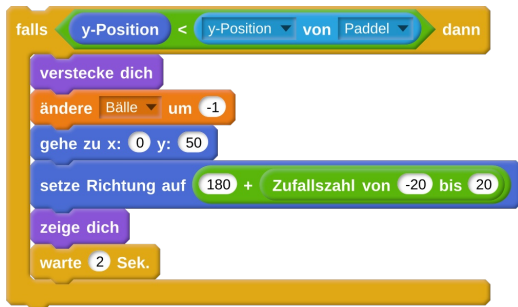 falls y-Position < y-Position von Paddel dann
verstecke dich
ändere Bälle um -1
gehe zu x: 0 y: 50
setze Richtung auf 180 + Zufallszahl von -20 bis 20
zeige dich
warte 2 Sek.